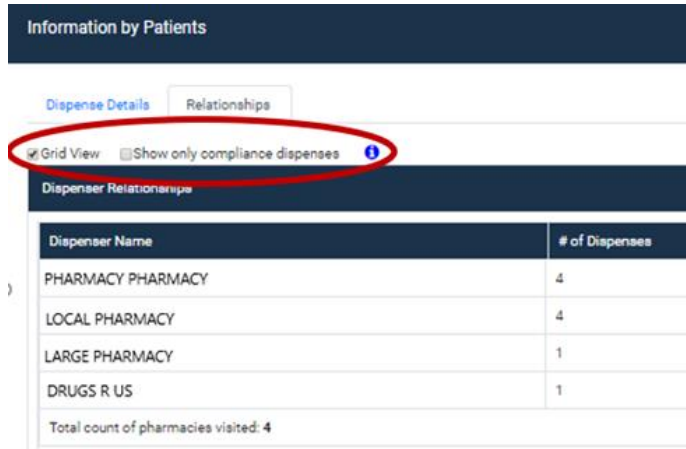 Information by Patients
Dispense Details Relationships
Grid View Show only compliance dispenses i
Dispenser Relationships
Dispenser Name # of Dispenses
PHARMACY PHARMACY 4
LOCAL PHARMACY 4
LARGE PHARMACY 1
DRUGS R US 1
Total count of pharmacies visited: 4